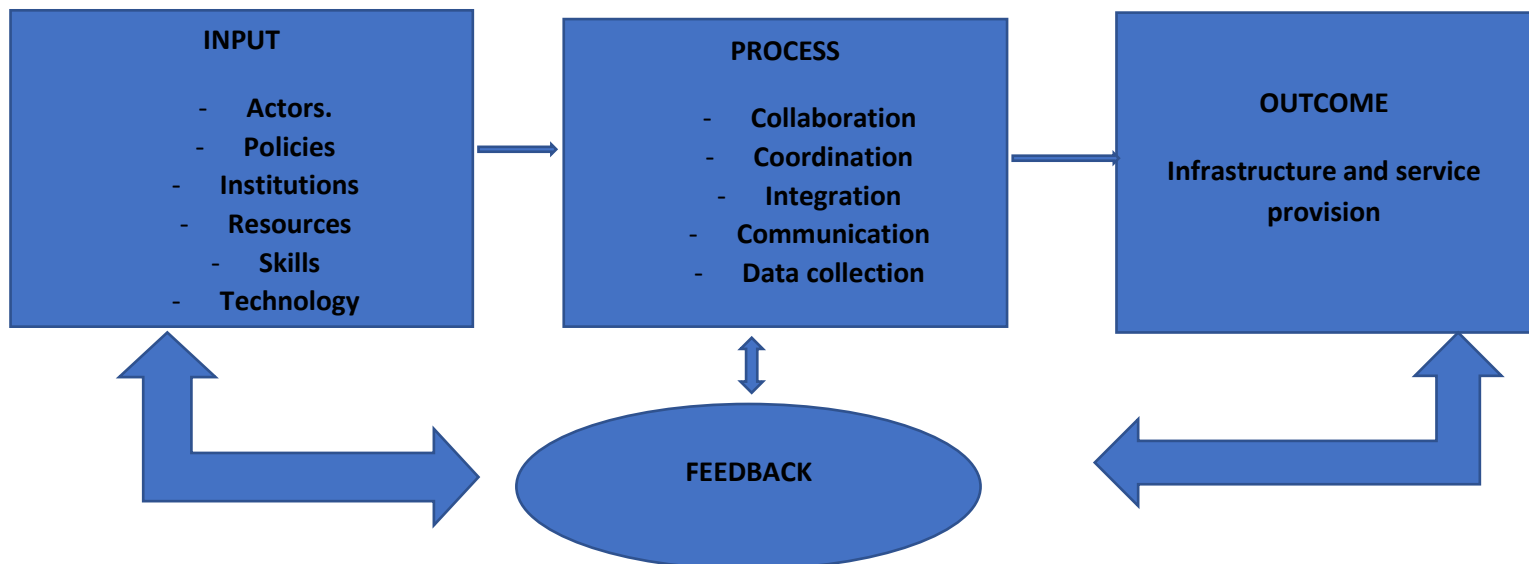 INPUT
- Actors.
- Policies
- Institutions
- Resources
- Skills
- Technology
PROCESS
- Collaboration
- Coordination
- Integration
- Communication
- Data collection
OUTCOME
Infrastructure and service
provision
FEEDBACK